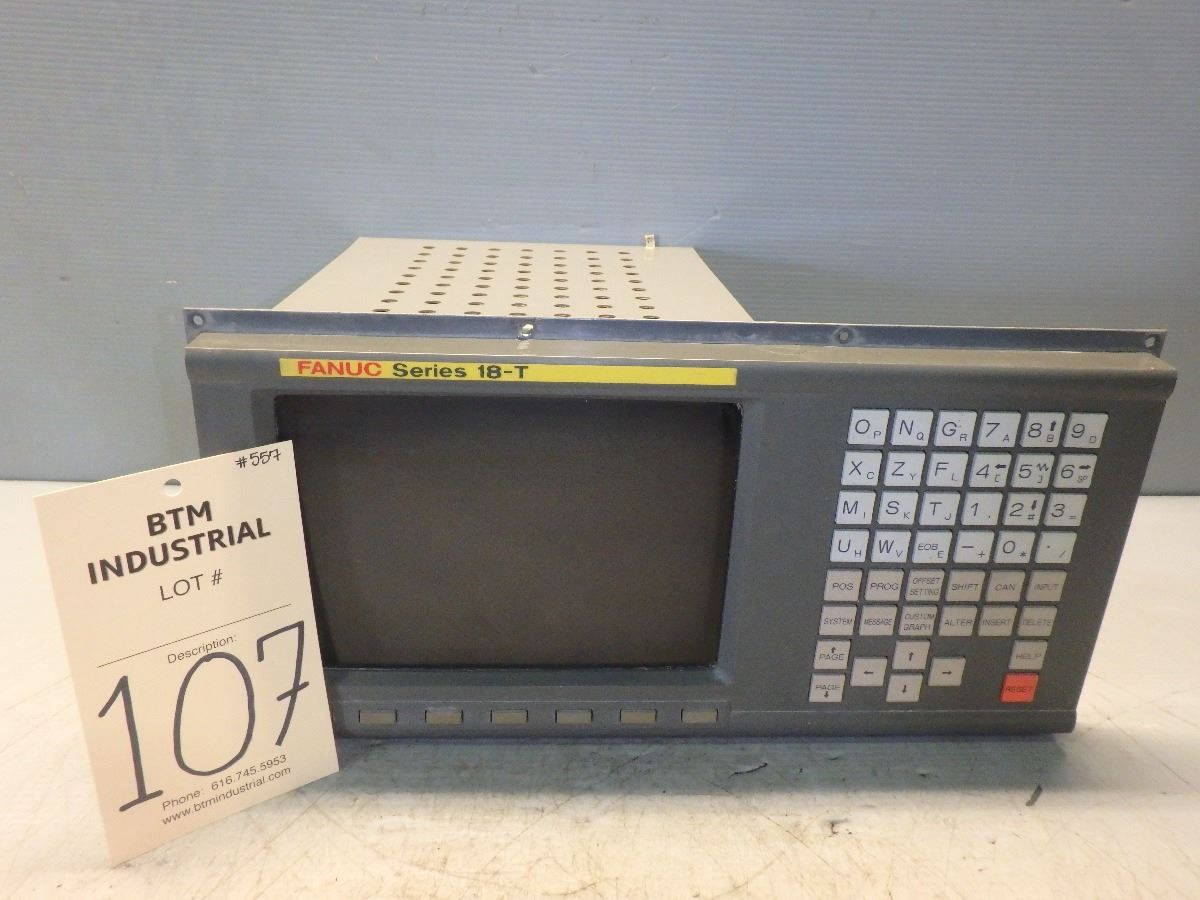 FANUC Series 18-T
#557
BTM
INDUSTRIAL
LOT #
Description:
107
Phone: 616.745.5953
www.btmindustrial.com
OP NQ GR 7A 8B 9D
XC ZY FL 4[ 5] 6SP
MI SK TJ 1, 2# 3=
UH WV EOB E -+ 0* ./
POS PROG OFFSET SETTING SHIFT CAN INPUT
SYSTEM MESSAGE CUSTOM GRAPH ALTER INSERT DELETE
PAGE ↑ HELP
← →
PAGE ↓ RESET